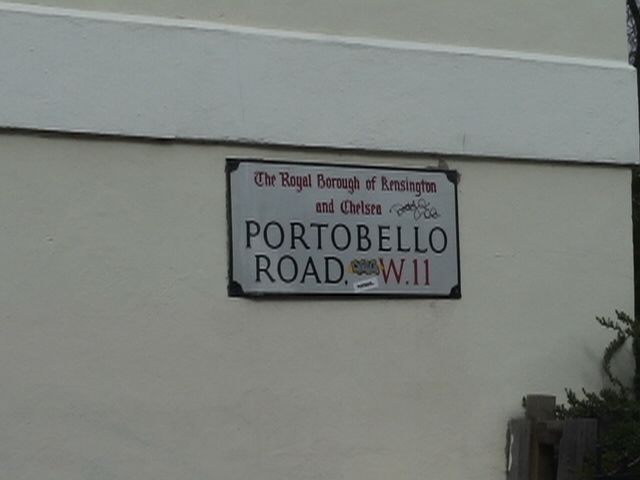 The Royal Borough of Kensington
and Chelsea
PORTOBELLO
ROAD. W.11